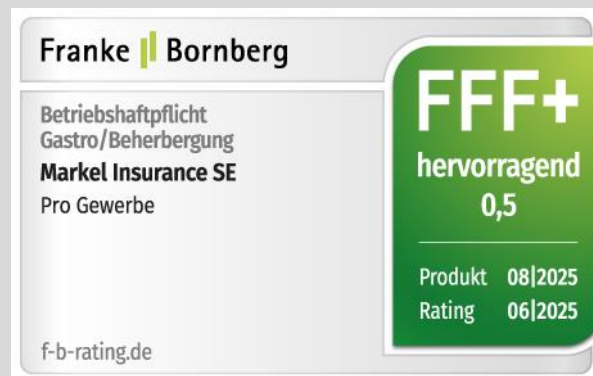 Franke Bornberg
Betriebshaftpflicht
Gastro/Beherbergung
Markel Insurance SE
Pro Gewerbe
f-b-rating.de
FFF+
hervorragend
0,5
Produkt 08|2025
Rating 06|2025